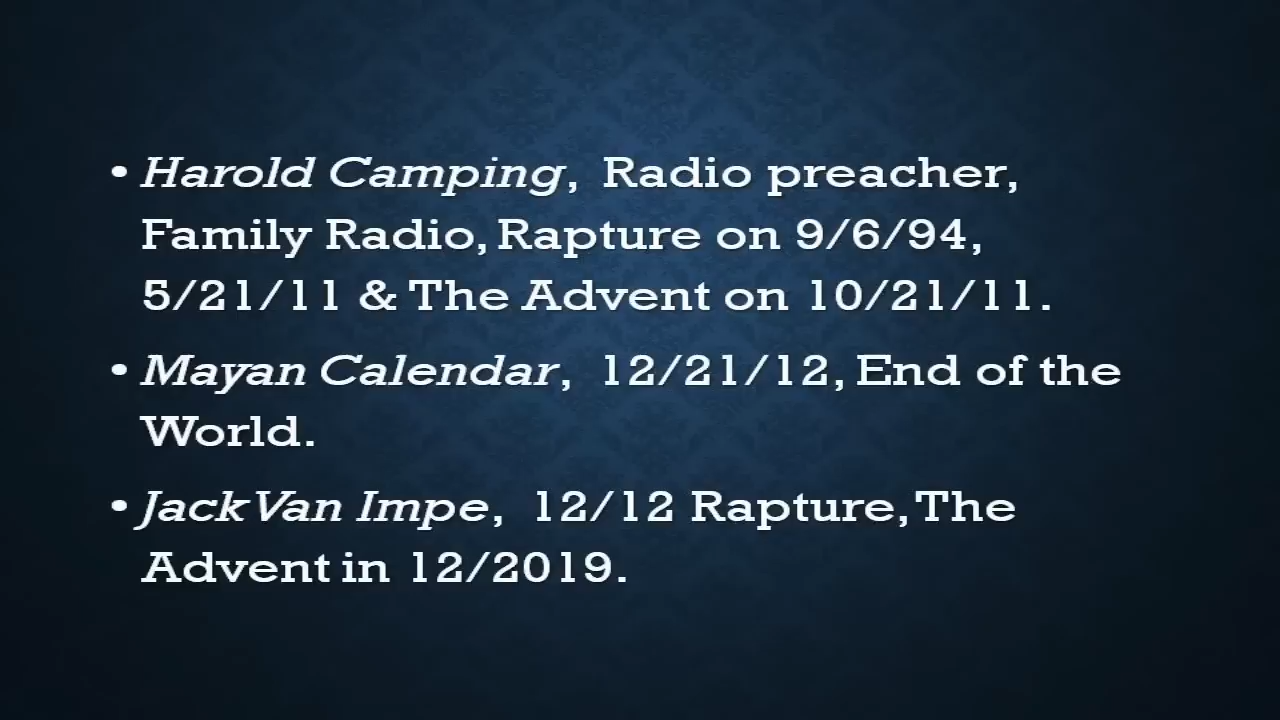 • Harold Camping, Radio preacher,
Family Radio, Rapture on 9/6/94,
5/21/11 & The Advent on 10/21/11.
• Mayan Calendar, 12/21/12, End of the
World.
• Jack Van Impe, 12/12 Rapture, The
Advent in 12/2019.